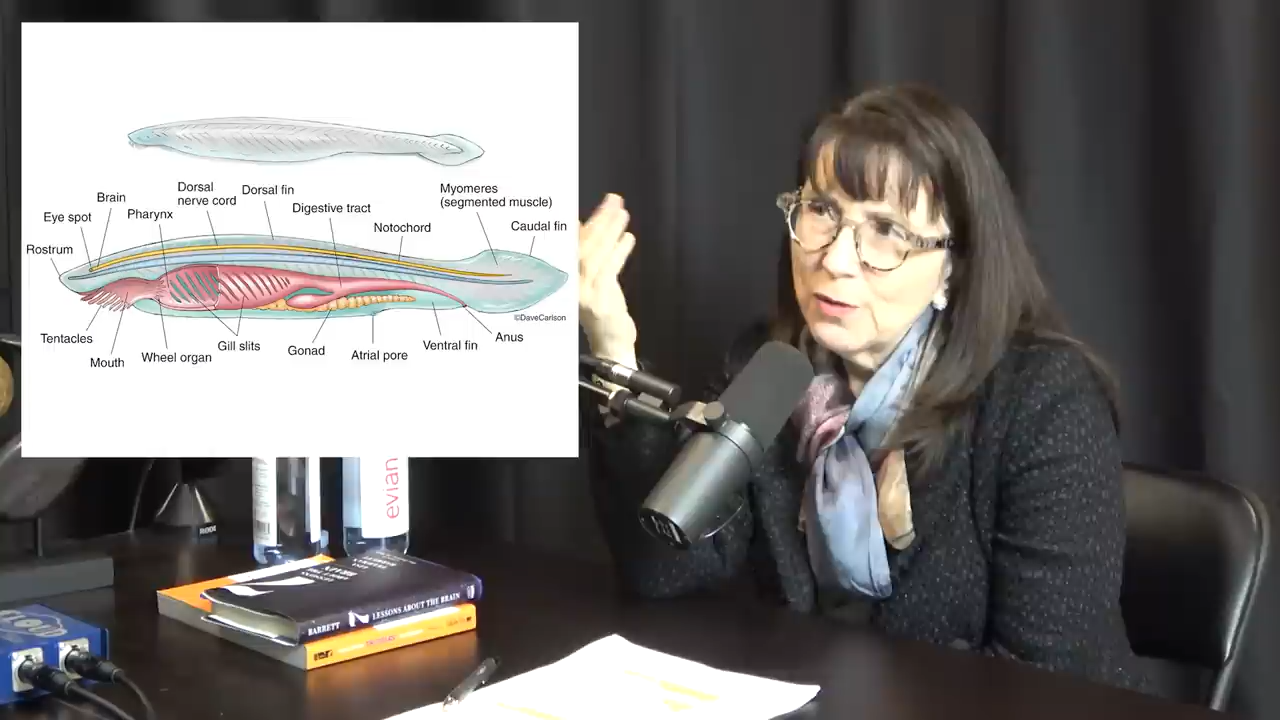 Brain
Dorsal
nerve cord
Dorsal fin
Myomeres
(segmented muscle)
Eye spot
Pharynx
Digestive tract
Notochord
Caudal fin
Rostrum
©DaveCarlson
Tentacles
Mouth
Wheel organ
Gill slits
Gonad
Atrial pore
Ventral fin
Anus
evian
BARRETT LESSONS ABOUT THE BRAIN